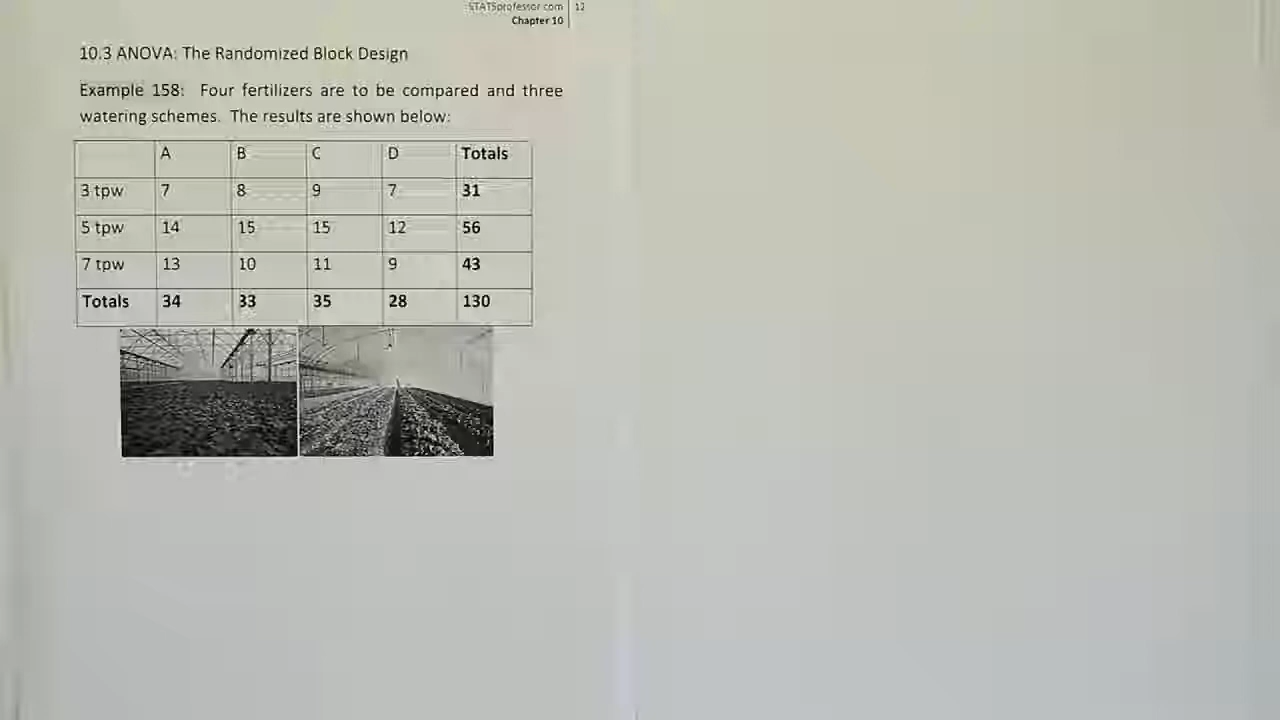 STATSprofessor.com 12
Chapter 10
10.3 ANOVA: The Randomized Block Design
Example 158: Four fertilizers are to be compared and three
watering schemes. The results are shown below:
A B C D Totals
3 tpw 7 8 9 7 31
5 tpw 14 15 15 12 56
7 tpw 13 10 11 9 43
Totals 34 33 35 28 130